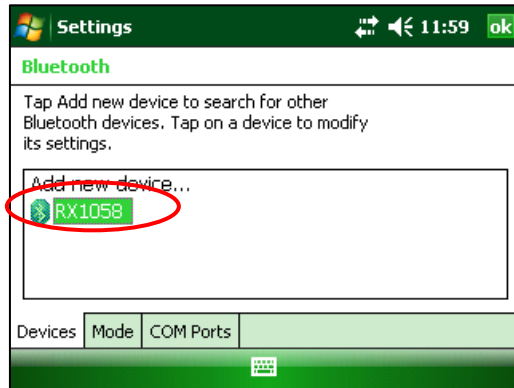 Settings 11:59 ok
Bluetooth
Tap Add new device to search for other
Bluetooth devices. Tap on a device to modify
its settings.
Add new device...
RX1058
Devices Mode COM Ports